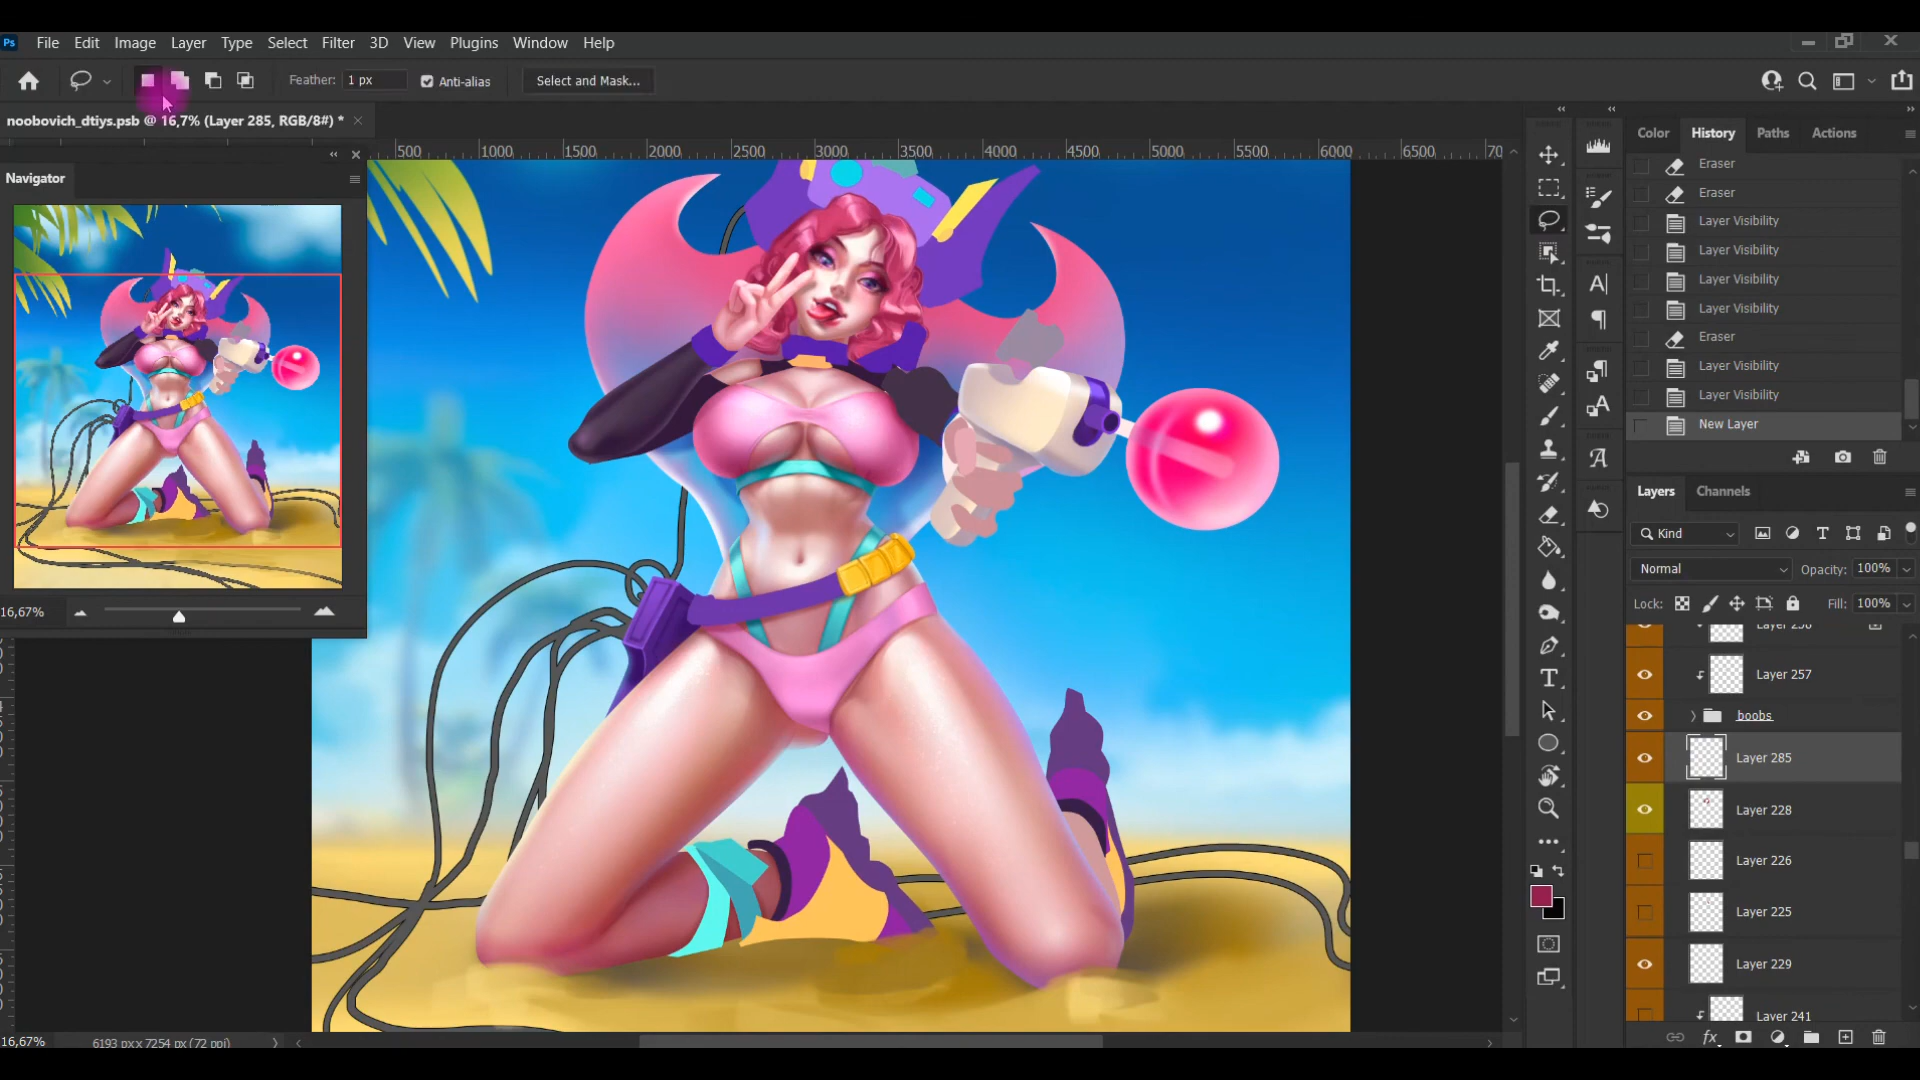 Ps File Edit Image Layer Type Select Filter 3D View Plugins Window Help
Feather: 1 px Anti-alias Select and Mask...
noobovich_dtiys.psb @ 16,7% (Layer 285, RGB/8#) *
Color History Paths Actions
500 1000 1500 2000 2500 3000 3500 4000 4500 5000 5500 6000 6500 70
Navigator
Eraser
Eraser
Layer Visibility
Layer Visibility
Layer Visibility
Layer Visibility
Eraser
Layer Visibility
Layer Visibility
New Layer
Layers Channels
Kind
Normal Opacity: 100%
Lock: Fill: 100%
16,67%
Layer 257
boobs
Layer 285
Layer 228
Layer 226
Layer 225
Layer 229
Layer 241
16,67% 6193 px x 7254 px (72 ppi)